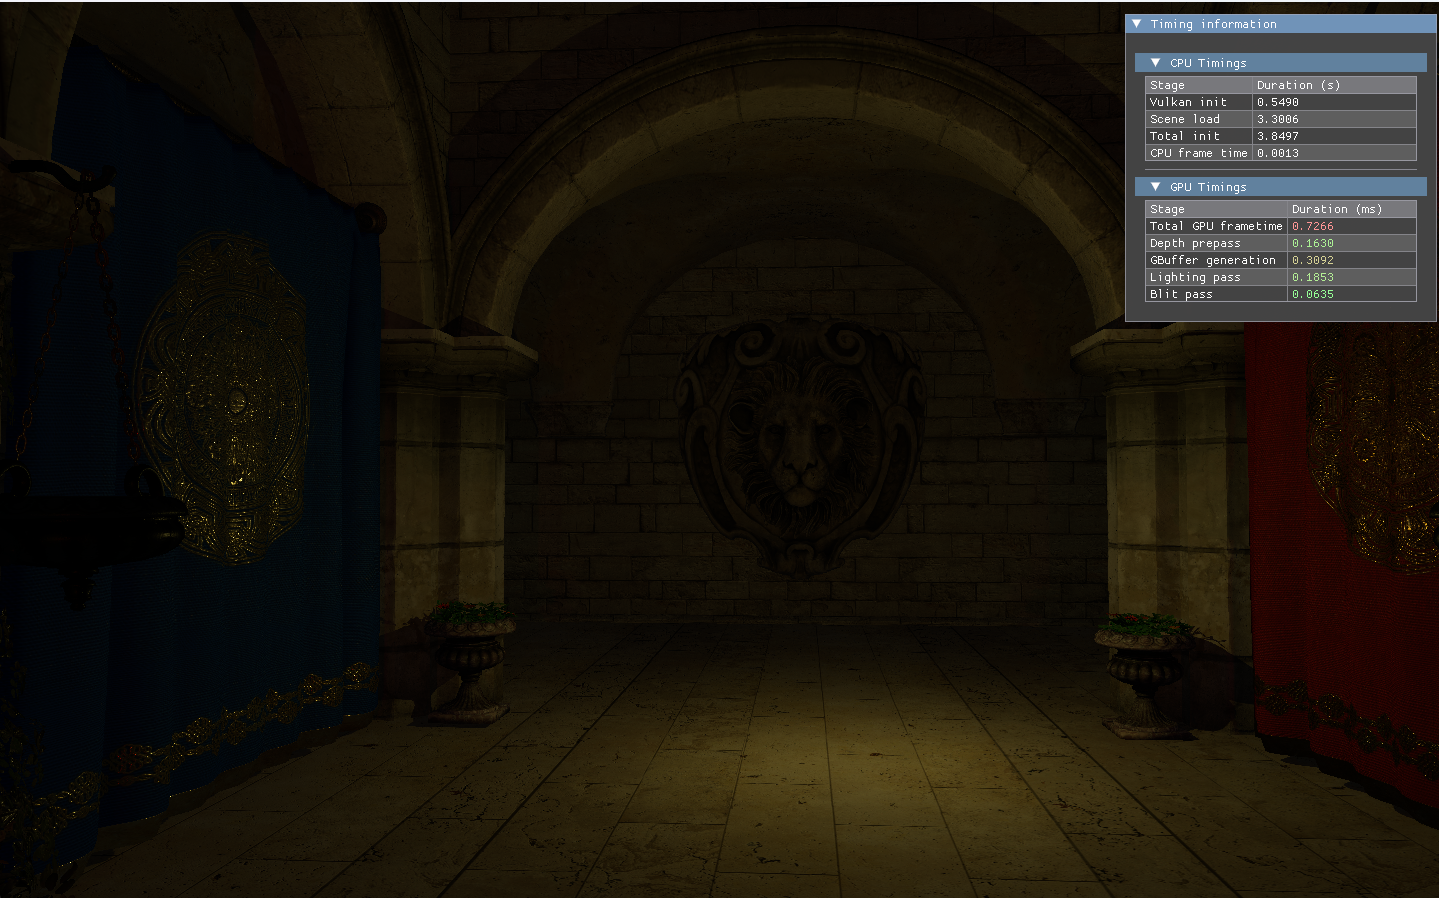 Timing information
CPU Timings
Stage Duration (s)
Vulkan init 0.5490
Scene load 3.3006
Total init 3.8497
CPU frame time 0.0013
GPU Timings
Stage Duration (ms)
Total GPU frametime 0.7266
Depth prepass 0.1630
GBuffer generation 0.3092
Lighting pass 0.1853
Blit pass 0.0635